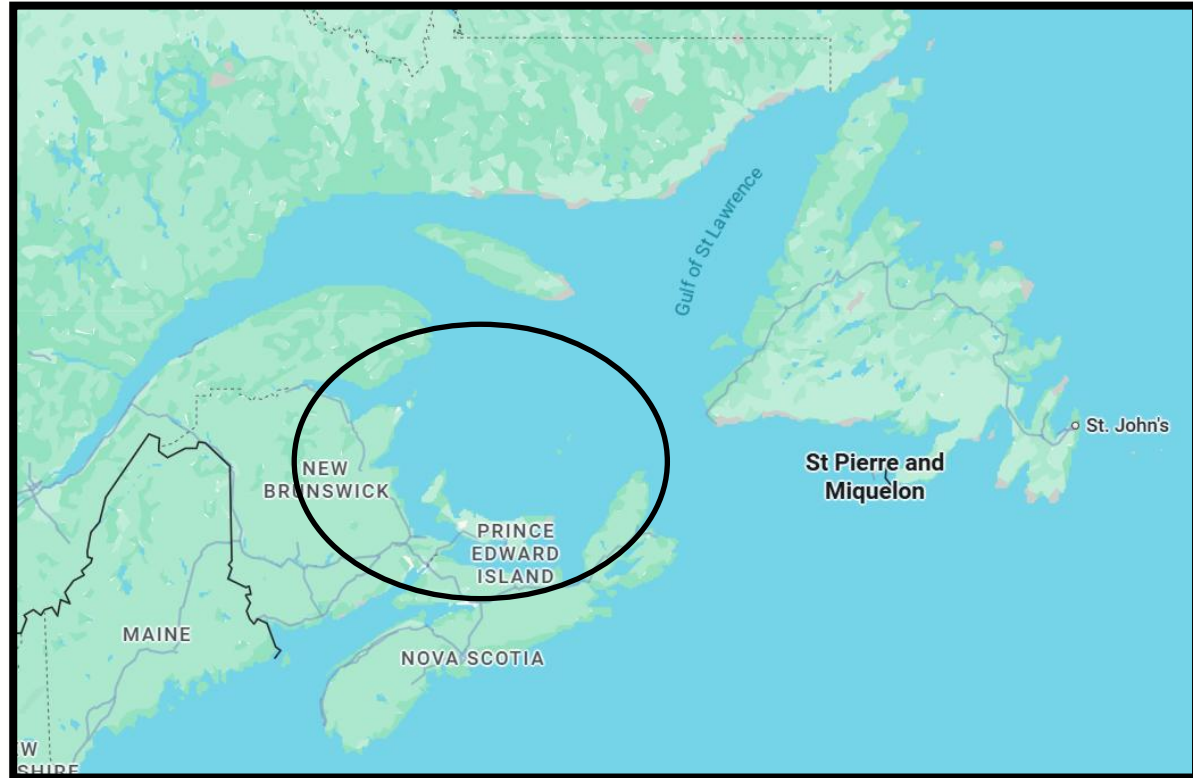 Gulf of St Lawrence
St. John's
St Pierre and
Miquelon
NEW
BRUNSWICK
PRINCE
EDWARD
ISLAND
MAINE
NOVA SCOTIA